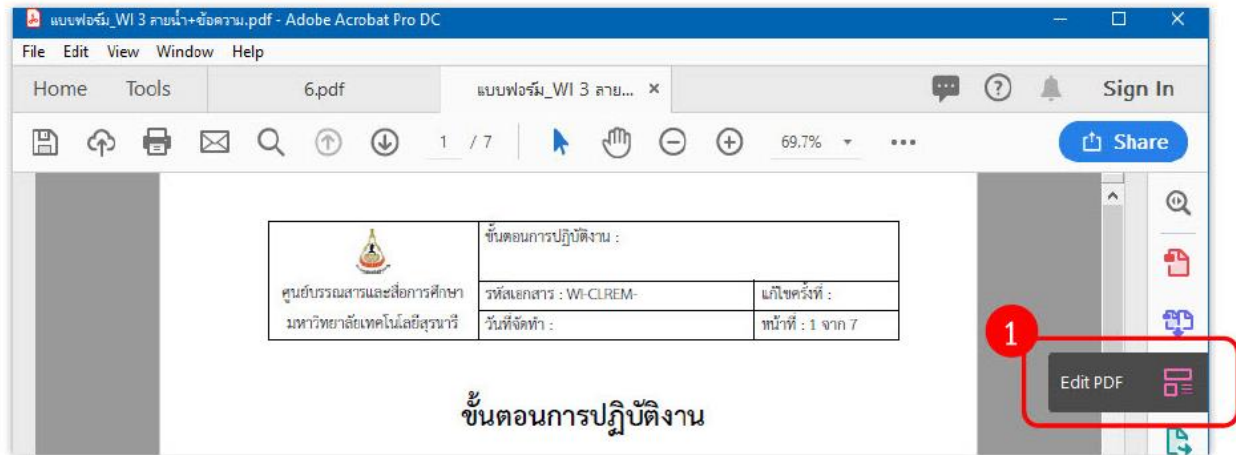 แบบฟอร์ม_WI 3 ลายน้ำ+ข้อความ.pdf - Adobe Acrobat Pro DC
File Edit View Window Help
Home Tools 6.pdf แบบฟอร์ม_WI 3 ลาย... × Sign In
1 / 7 69.7% Share
ขั้นตอนการปฏิบัติงาน :
ศูนย์บรรณสารและสื่อการศึกษา รหัสเอกสาร : WI-CLREM- แก้ไขครั้งที่ :
มหาวิทยาลัยเทคโนโลยีสุรนารี วันที่จัดทำ : หน้าที่ : 1 จาก 7
1
Edit PDF
ขั้นตอนการปฏิบัติงาน